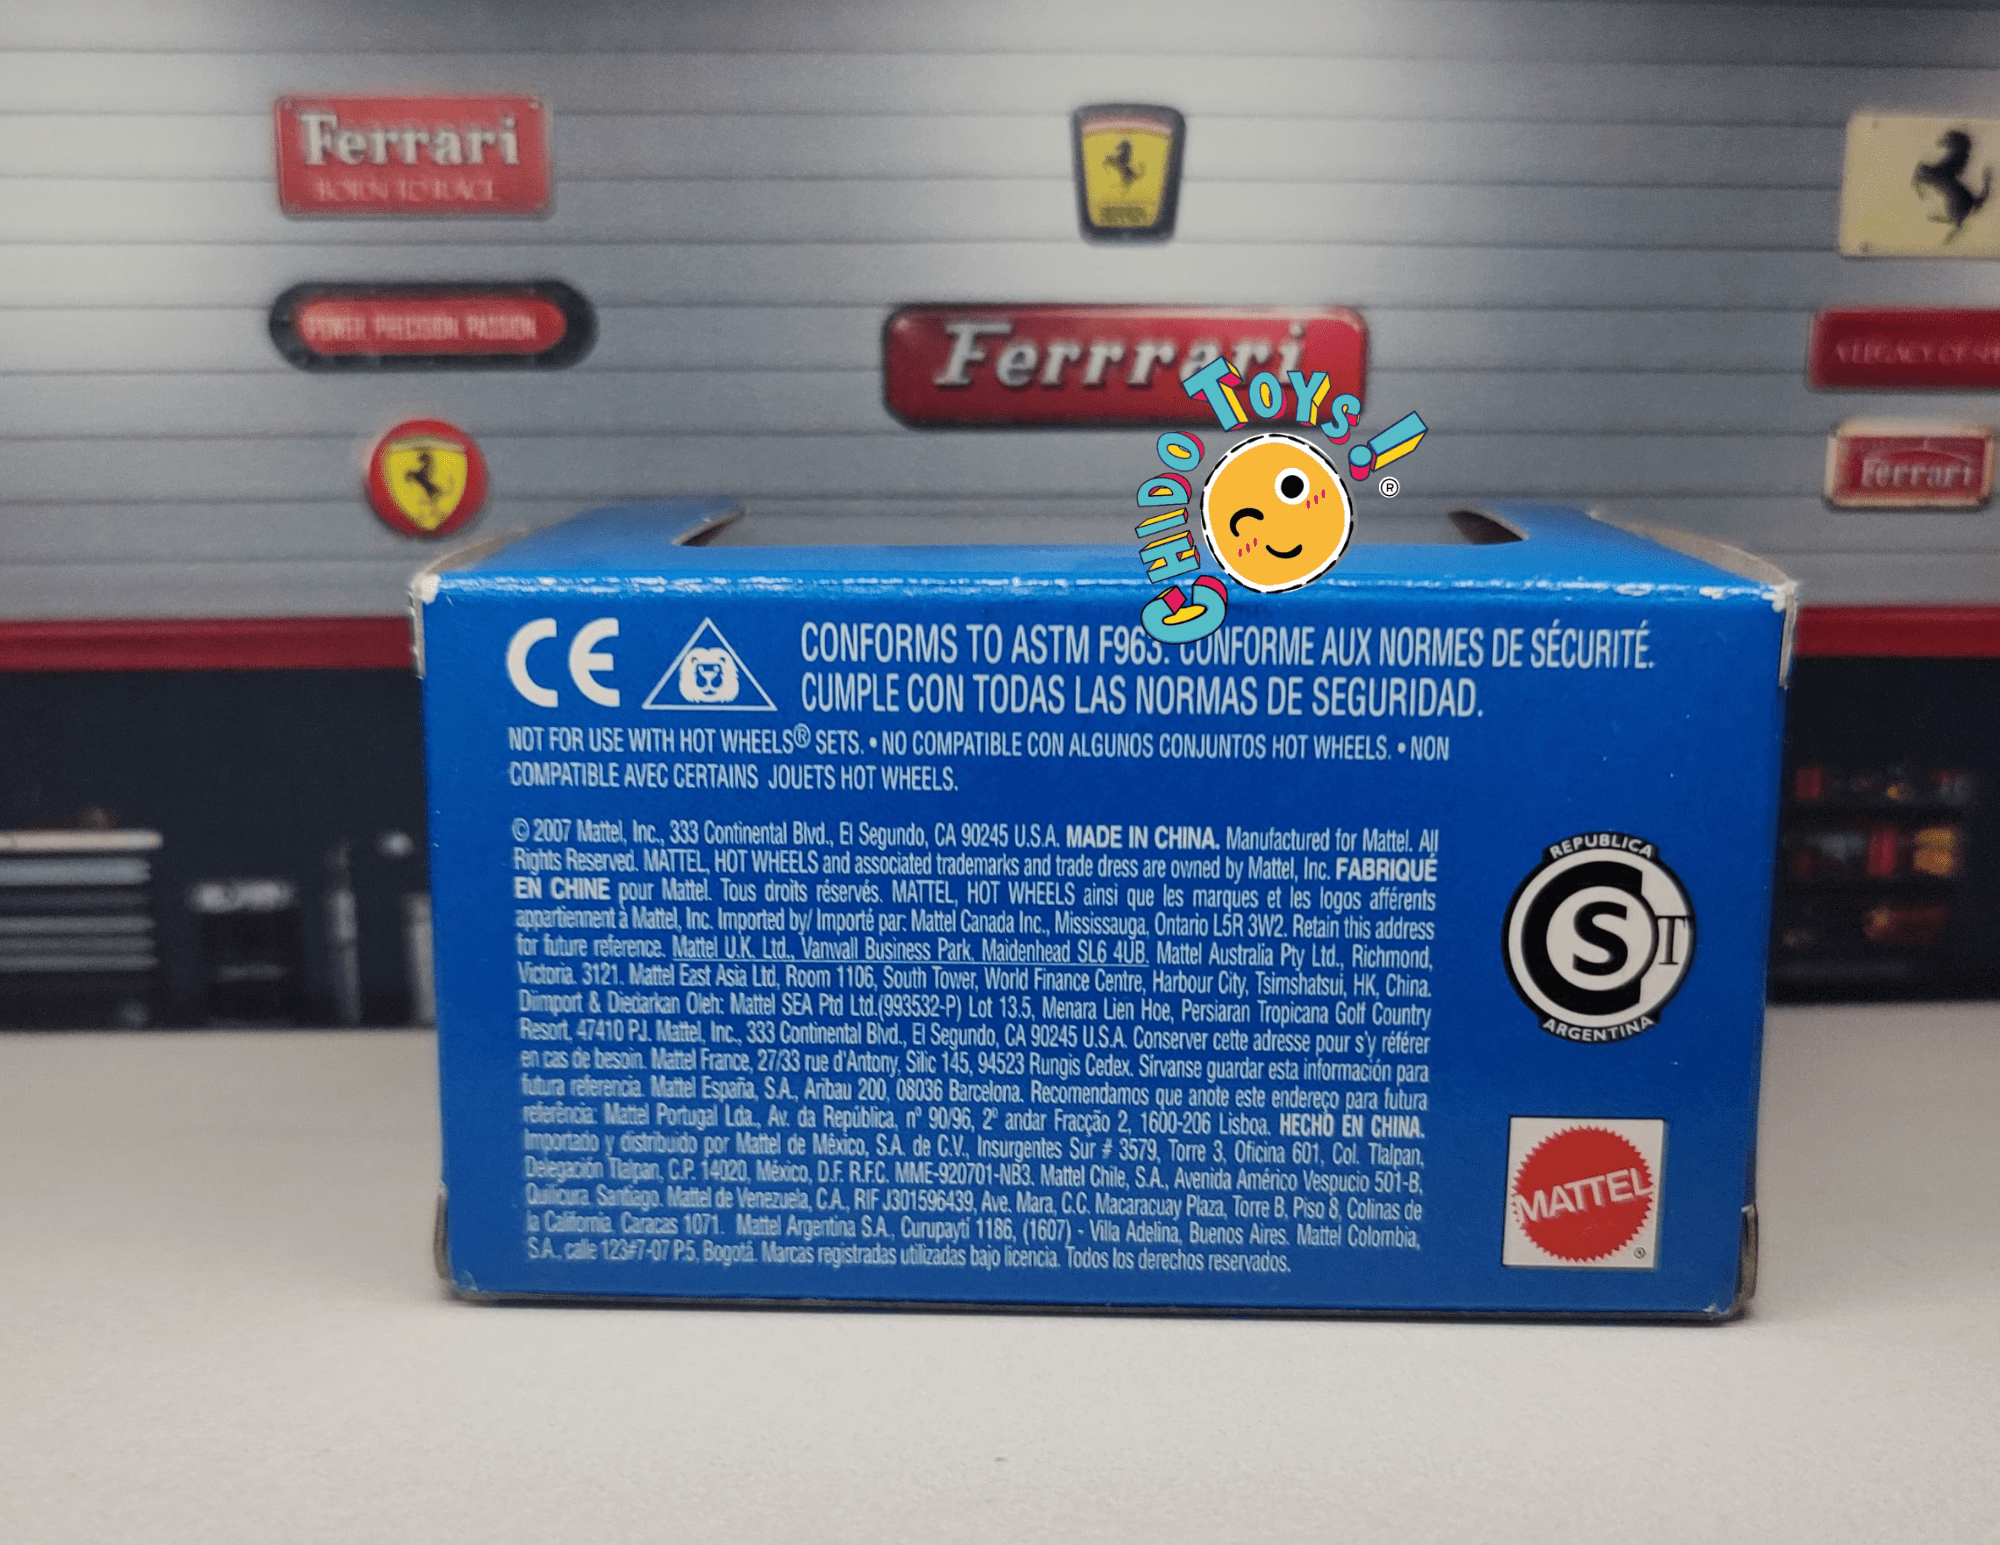 Ferrari
BORN TO RACE
POWER PRECISION PASSION
Ferrrari
A LEGACY OF
Ferrari
CHIDO TOYS!
®
CE
CONFORMS TO ASTM F963. CONFORME AUX NORMES DE SÉCURITÉ.
CUMPLE CON TODAS LAS NORMAS DE SEGURIDAD.
NOT FOR USE WITH HOT WHEELS® SETS. • NO COMPATIBLE CON ALGUNOS CONJUNTOS HOT WHEELS. • NON
COMPATIBLE AVEC CERTAINS JOUETS HOT WHEELS.
© 2007 Mattel, Inc., 333 Continental Blvd., El Segundo, CA 90245 U.S.A. MADE IN CHINA. Manufactured for Mattel. All
Rights Reserved. MATTEL, HOT WHEELS and associated trademarks and trade dress are owned by Mattel, Inc. FABRIQUÉ
EN CHINE pour Mattel. Tous droits réservés. MATTEL, HOT WHEELS ainsi que les marques et les logos afférents
appartiennent à Mattel, Inc. Imported by/ Importé par: Mattel Canada Inc., Mississauga, Ontario L5R 3W2. Retain this address
for future reference. Mattel U.K. Ltd., Vanwall Business Park, Maidenhead SL6 4UB. Mattel Australia Pty Ltd., Richmond,
Victoria. 3121. Mattel East Asia Ltd, Room 1106, South Tower, World Finance Centre, Harbour City, Tsimshatsui, HK, China.
Diimport & Diedarkan Oleh: Mattel SEA Ptd Ltd.(993532-P) Lot 13.5, Menara Lien Hoe, Persiaran Tropicana Golf Country
Resort, 47410 PJ. Mattel, Inc., 333 Continental Blvd., El Segundo, CA 90245 U.S.A. Conserver cette adresse pour s'y référer
en cas de besoin. Mattel France, 27/33 rue d'Antony, Silic 145, 94523 Rungis Cedex. Sírvanse guardar esta información para
futura referencia. Mattel España, S.A., Aribau 200, 08036 Barcelona. Recomendamos que anote este endereço para futura
referência: Mattel Portugal Lda., Av. da República, nº 90/96, 2º andar Fracção 2, 1600-206 Lisboa. HECHO EN CHINA.
Importado y distribuido por Mattel de México, S.A. de C.V., Insurgentes Sur # 3579, Torre 3, Oficina 601, Col. Tlalpan,
Delegación Tlalpan, C.P. 14020, México, D.F. R.F.C. MME-920701-NB3. Mattel Chile, S.A., Avenida Américo Vespucio 501-B,
Quilicura. Santiago. Mattel de Venezuela, C.A., RIF J301596439, Ave. Mara, C.C. Macaracuay Plaza, Torre B, Piso 8, Colinas de
la California. Caracas 1071. Mattel Argentina S.A., Curupaytí 1186, (1607) - Villa Adelina, Buenos Aires. Mattel Colombia,
S.A., calle 123#7-07 P.5, Bogotá. Marcas registradas utilizadas bajo licencia. Todos los derechos reservados.
REPUBLICA
CST
ARGENTINA
MATTEL
®